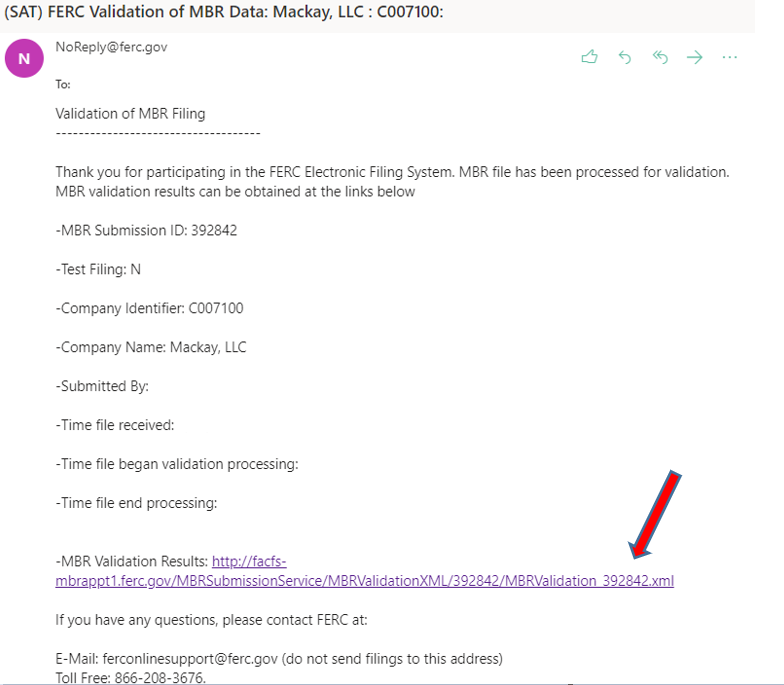 (SAT) FERC Validation of MBR Data: Mackay, LLC : C007100:
N
NoReply@ferc.gov
To:
Validation of MBR Filing
------------------------------------
Thank you for participating in the FERC Electronic Filing System. MBR file has been processed for validation.
MBR validation results can be obtained at the links below
-MBR Submission ID: 392842
-Test Filing: N
-Company Identifier: C007100
-Company Name: Mackay, LLC
-Submitted By:
-Time file received:
-Time file began validation processing:
-Time file end processing:
-MBR Validation Results: http://facfs-
mbrappt1.ferc.gov/MBRSubmissionService/MBRValidationXML/392842/MBRValidation_392842.xml
If you have any questions, please contact FERC at:
E-Mail: ferconlinesupport@ferc.gov (do not send filings to this address)
Toll Free: 866-208-3676.